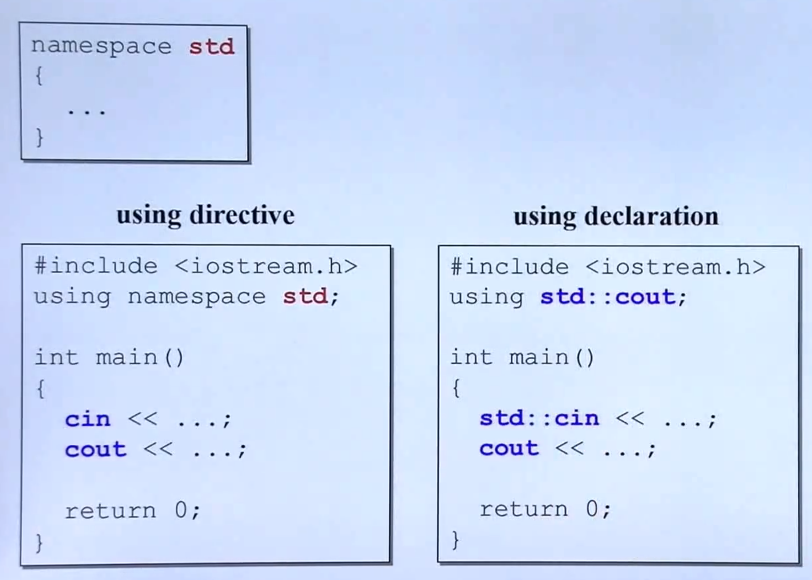 namespace std
{
...
}
using directive
#include <iostream.h>
using namespace std;
int main()
{
cin << ...;
cout << ...;
return 0;
}
using declaration
#include <iostream.h>
using std::cout;
int main()
{
std::cin << ...;
cout << ...;
return 0;
}